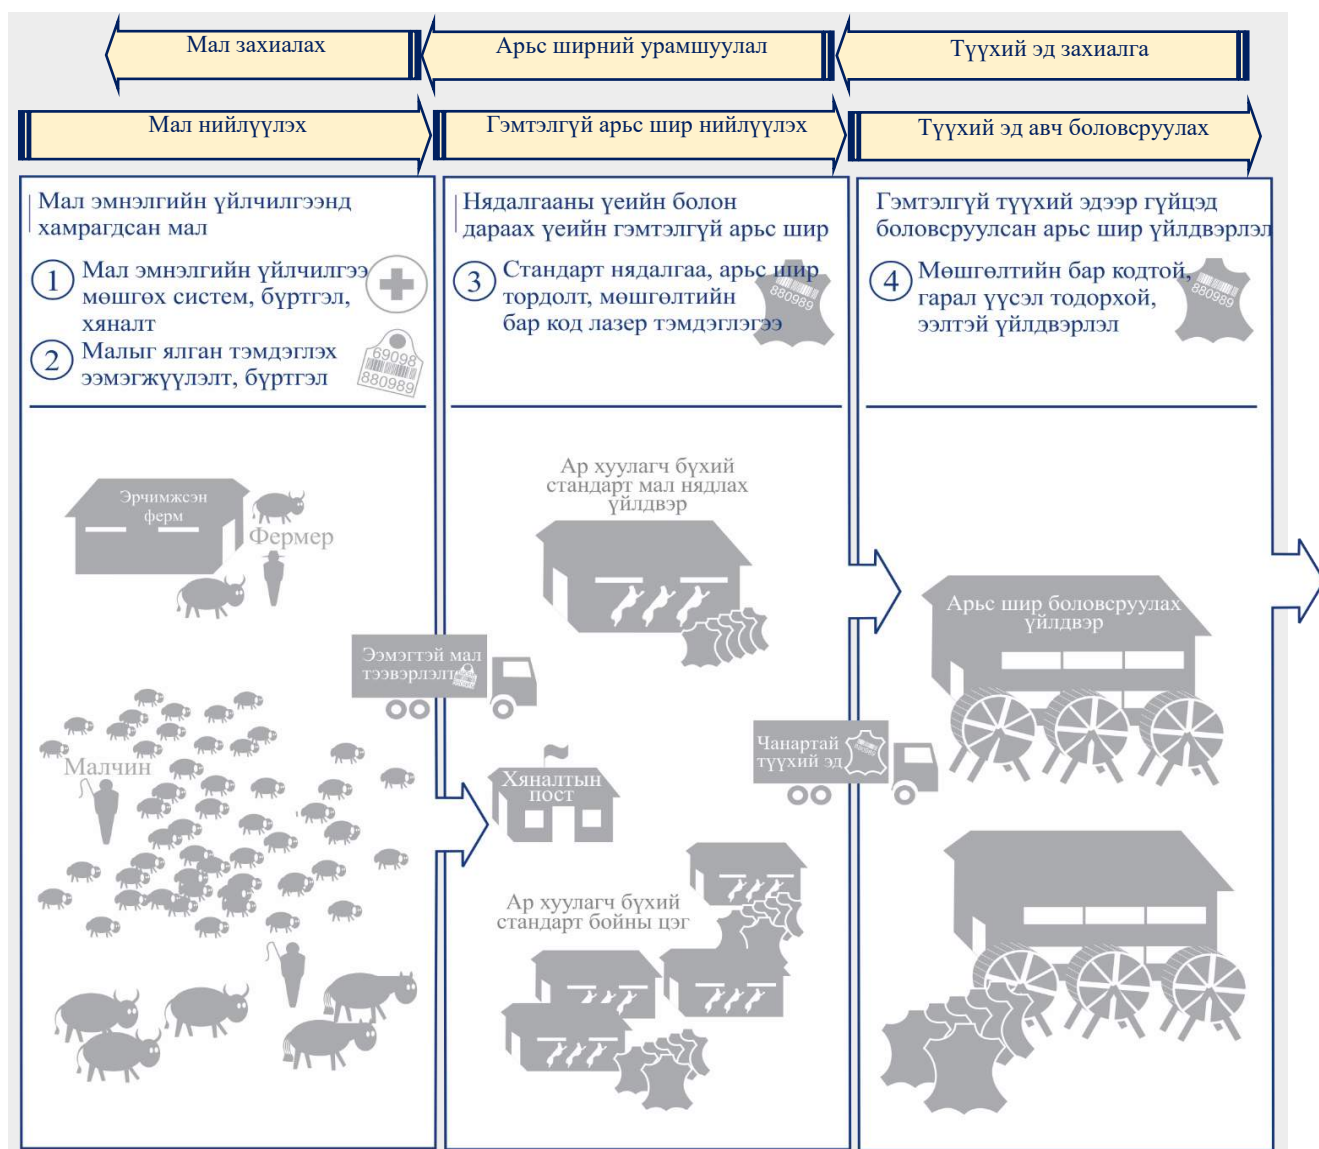 Мал захиалах
Арьс ширний урамшуулал
Түүхий эд захиалга
Мал нийлүүлэх
Гэмтэлгүй арьс шир нийлүүлэх
Түүхий эд авч боловсруулах
Мал эмнэлгийн үйлчилгээнд
хамрагдсан мал
1 Мал эмнэлгийн үйлчилгээ
мөшгөх систем, бүртгэл,
хяналт
2 Малыг ялган тэмдэглэх
ээмэгжүүлэлт, бүртгэл
69098
880989
Эрчимжсэн
ферм
Фермер
Малчин
Ээмэгтэй мал
тээвэрлэлт
Нядалгааны үеийн болон
дараах үеийн гэмтэлгүй арьс шир
3 Стандарт нядалгаа, арьс шир
тордолт, мөшгөлтийн
бар код лазер тэмдэглэгээ
880989
Ар хуулагч бүхий
стандарт мал нядлах
үйлдвэр
Хяналтын
пост
Ар хуулагч бүхий
стандарт бойны цэг
Чанартай
түүхий эд
Гэмтэлгүй түүхий эдээр гүйцэд
боловсруулсан арьс шир үйлдвэрлэл
4 Мөшгөлтийн бар кодтой,
гарал үүсэл тодорхой,
ээлтэй үйлдвэрлэл
880989
Арьс шир боловсруулах
үйлдвэр